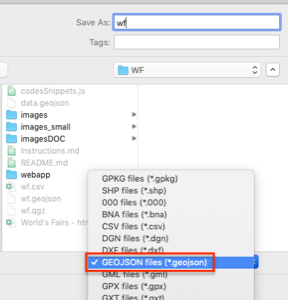 Save As: wf
Tags:
WF
codesSnippets.js
data.geojson
images
images_small
imagesDOC
Instructions.md
README.md
webapp
wf.csv
wf.geojson
wf.qgz
World's Fairs -
GPKG files (*.gpkg)
SHP files (*.shp)
000 files (*.000)
BNA files (*.bna)
CSV files (*.csv)
DGN files (*.dgn)
DXF files (*.dxf)
✓ GEOJSON files (*.geojson)
GML files (*.gml)
GPX files (*.gpx)
GXT files (*.gxt)